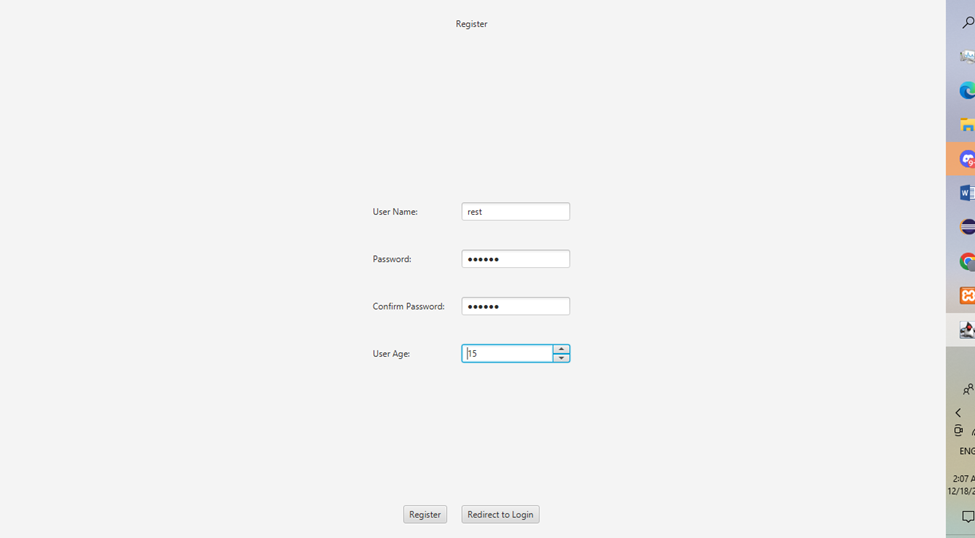 Register
User Name:
rest
Password:
••••••
Confirm Password:
••••••
User Age:
15
Register
Redirect to Login
ENG
2:07 A
12/18/2